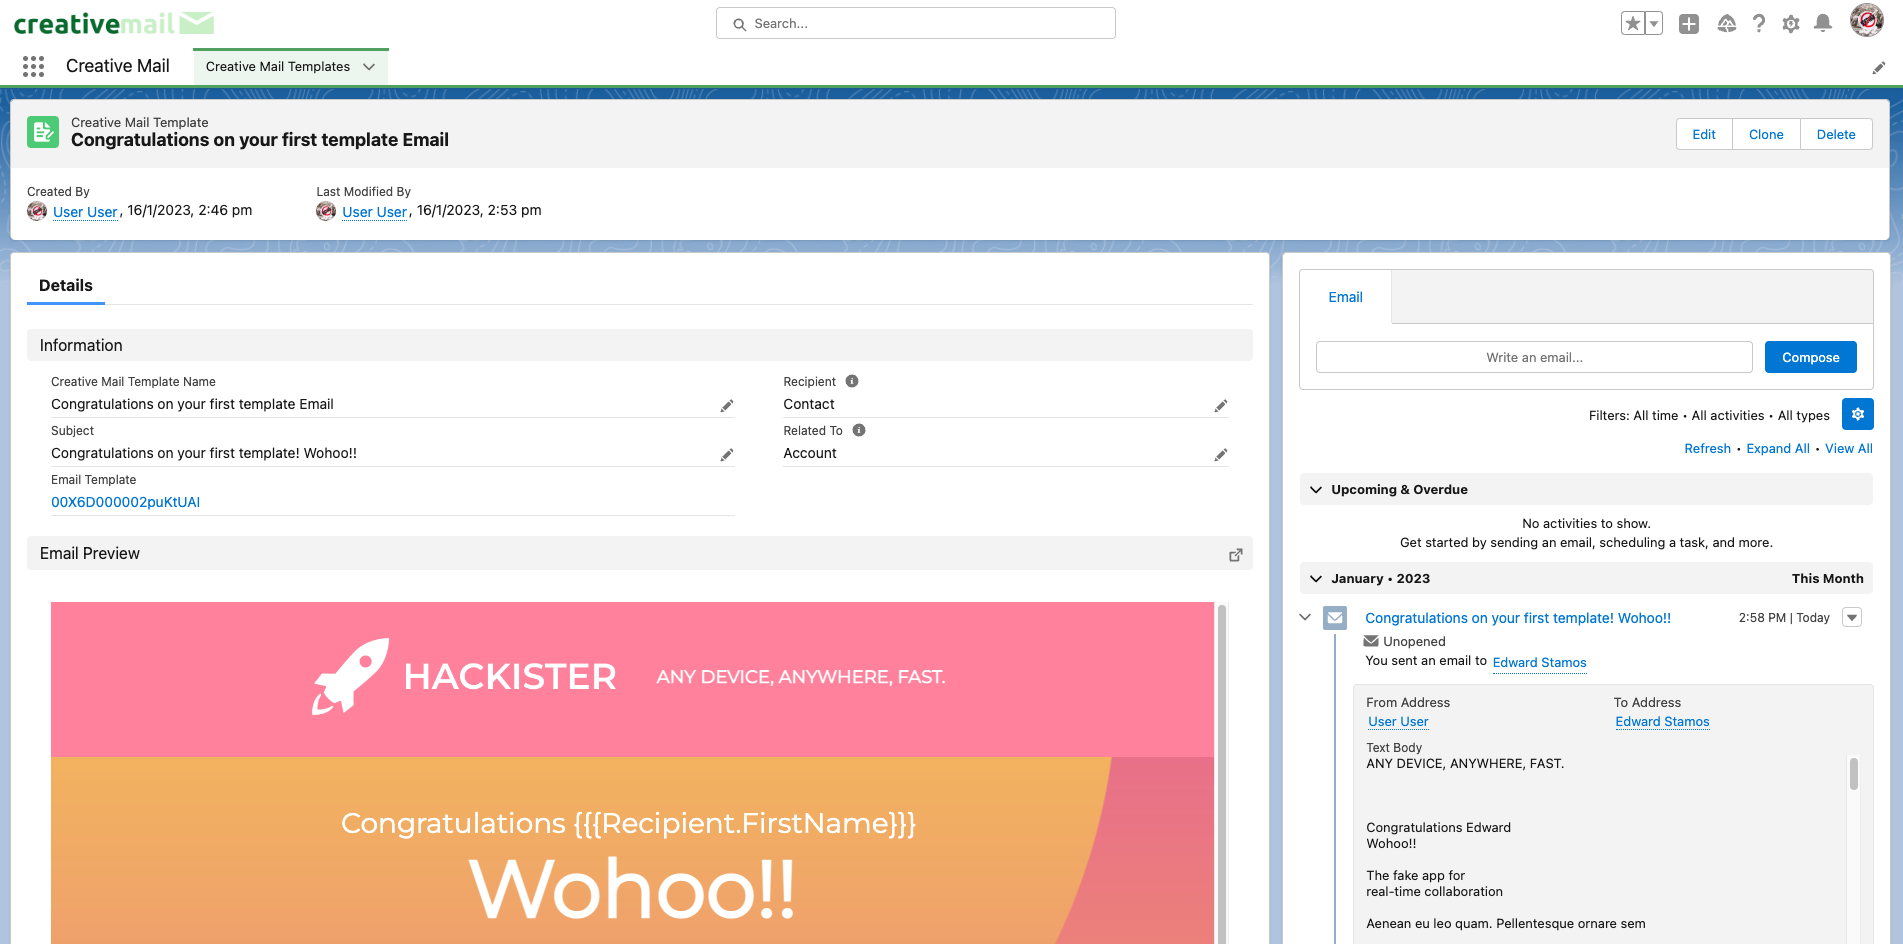 creativemail
Search...
Creative Mail
Creative Mail Templates
Creative Mail Template
Congratulations on your first template Email
Edit
Clone
Delete
Created By
User User, 16/1/2023, 2:46 pm
Last Modified By
User User, 16/1/2023, 2:53 pm
Details
Information
Creative Mail Template Name
Congratulations on your first template Email
Recipient
Contact
Subject
Congratulations on your first template! Wohoo!!
Related To
Account
Email Template
00X6D000002puKtUAI
Email Preview
HACKISTER
ANY DEVICE, ANYWHERE, FAST.
Congratulations {{{Recipient.FirstName}}}
Wohoo!!
Email
Write an email...
Compose
Filters: All time • All activities • All types
Refresh • Expand All • View All
Upcoming & Overdue
No activities to show.
Get started by sending an email, scheduling a task, and more.
January • 2023
This Month
Congratulations on your first template! Wohoo!!
2:58 PM | Today
Unopened
You sent an email to Edward Stamos
From Address
User User
To Address
Edward Stamos
Text Body
ANY DEVICE, ANYWHERE, FAST.
Congratulations Edward
Wohoo!!
The fake app for
real-time collaboration
Aenean eu leo quam. Pellentesque ornare sem